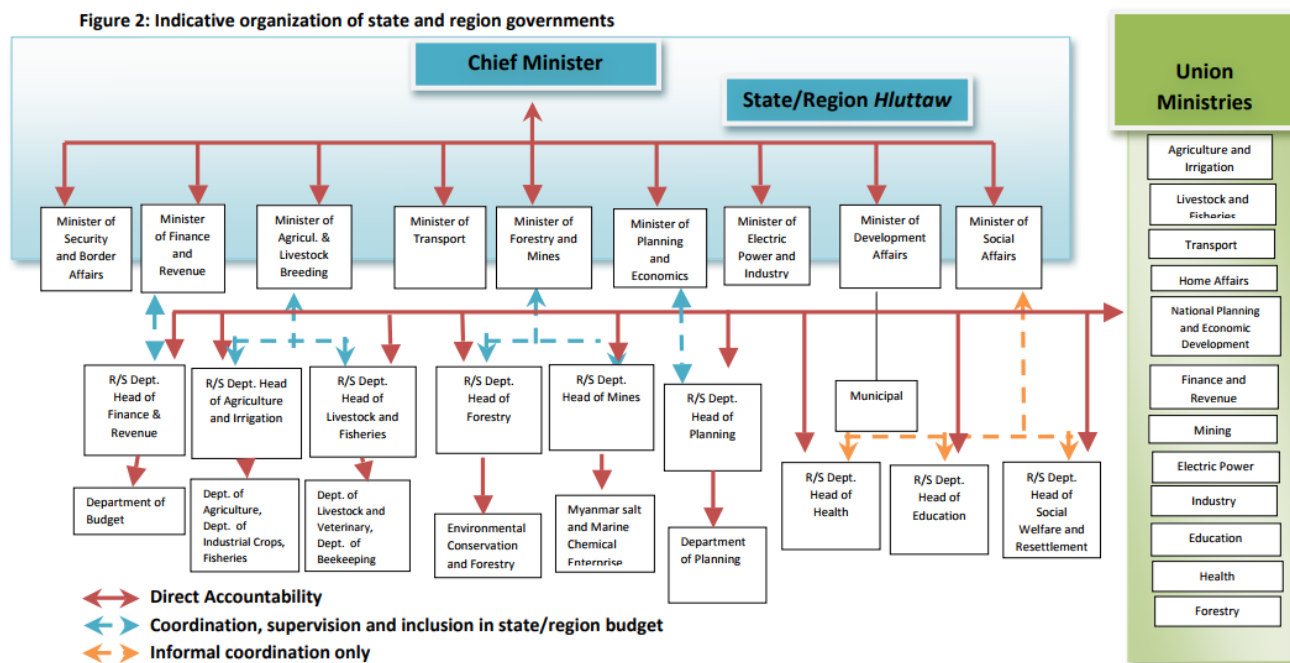 Figure 2: Indicative organization of state and region governments
Chief Minister
State/Region Hluttaw
Union
Ministries
Minister of
Security
and Border
Affairs
Minister
of Finance
and
Revenue
Minister of
Agricul. &
Livestock
Breeding
Minister of
Transport
Minister of
Forestry and
Mines
Minister of
Planning
and
Economics
Minister of
Electric
Power and
Industry
Minister of
Development
Affairs
Minister of
Social
Affairs
R/S Dept.
Head of
Finance &
Revenue
R/S Dept. Head
of Agriculture
and Irrigation
R/S Dept.
Head of
Livestock and
Fisheries
R/S Dept.
Head of
Forestry
R/S Dept.
Head of Mines
R/S Dept.
Head of
Planning
Municipal
R/S Dept.
Head of
Health
R/S Dept.
Head of
Education
R/S Dept.
Head of
Social
Welfare and
Resettlement
Department of
Budget
Dept. of
Agriculture,
Dept. of
Industrial Crops,
Fisheries
Dept. of
Livestock and
Veterinary,
Dept. of
Beekeeping
Environmental
Conservation
and Forestry
Myanmar salt
and Marine
Chemical
Enterprise
Department
of Planning
Agriculture and
Irrigation
Livestock and
Fisheries
Transport
Home Affairs
National Planning
and Economic
Development
Finance and
Revenue
Mining
Electric Power
Industry
Education
Health
Forestry
Direct Accountability
Coordination, supervision and inclusion in state/region budget
Informal coordination only